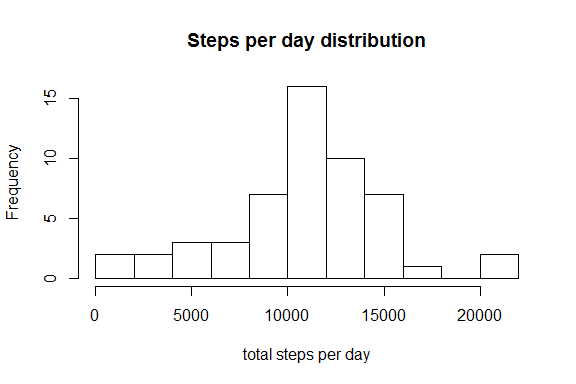 Steps per day distribution
Frequency
15
10
5
0
0 5000 10000 15000 20000
total steps per day